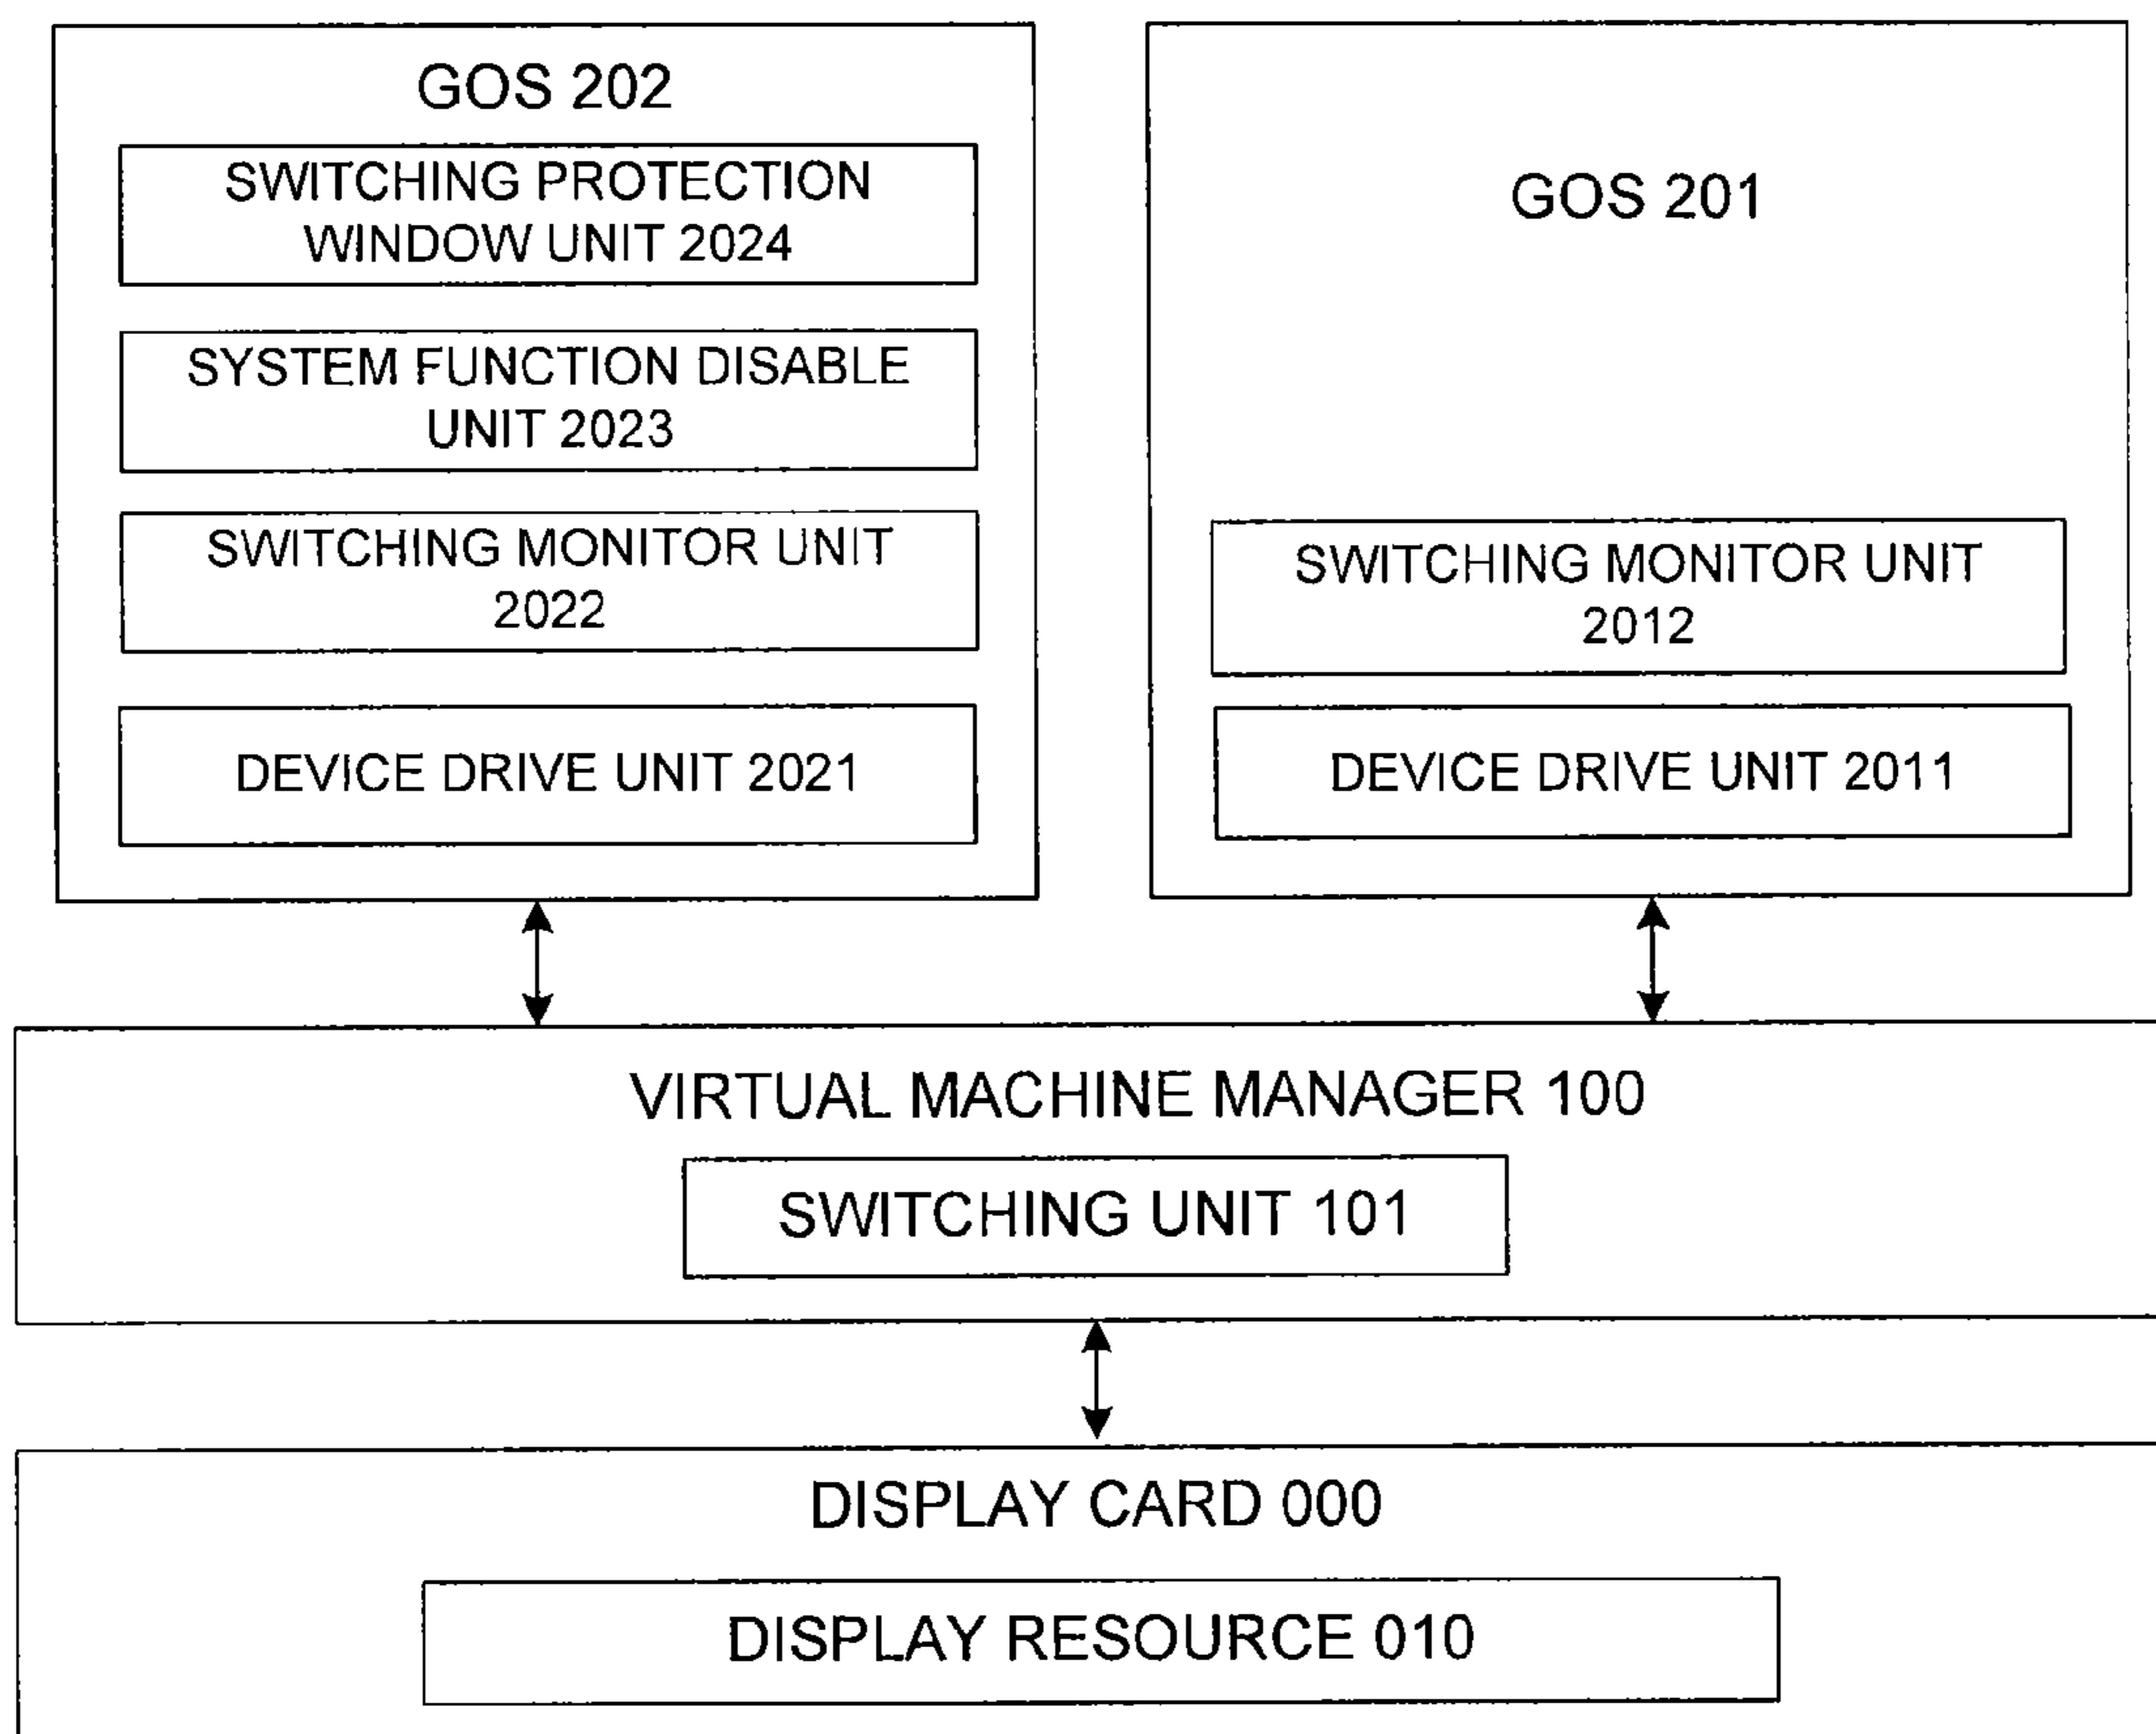 GOS 202
SWITCHING PROTECTION
WINDOW UNIT 2024
SYSTEM FUNCTION DISABLE
UNIT 2023
SWITCHING MONITOR UNIT
2022
DEVICE DRIVE UNIT 2021
GOS 201
SWITCHING MONITOR UNIT
2012
DEVICE DRIVE UNIT 2011
VIRTUAL MACHINE MANAGER 100
SWITCHING UNIT 101
DISPLAY CARD 000
DISPLAY RESOURCE 010